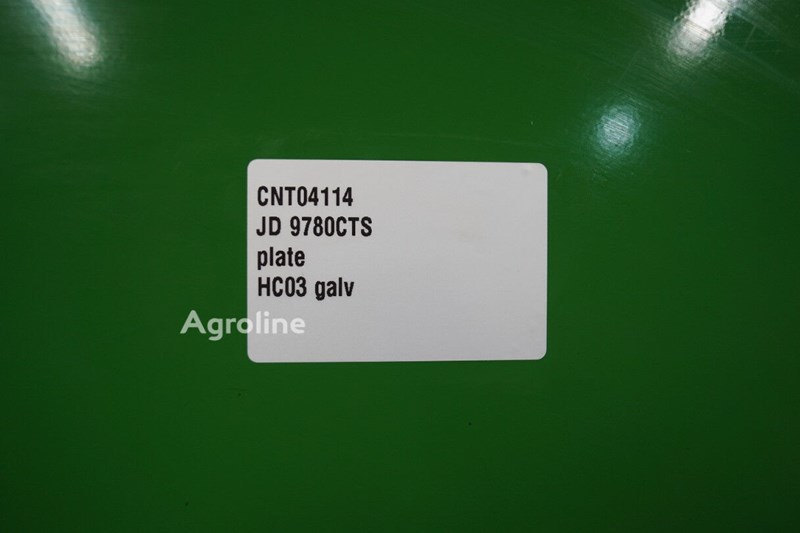 CNT04114
JD 9780CTS
plate
HC03 galv
Agroline